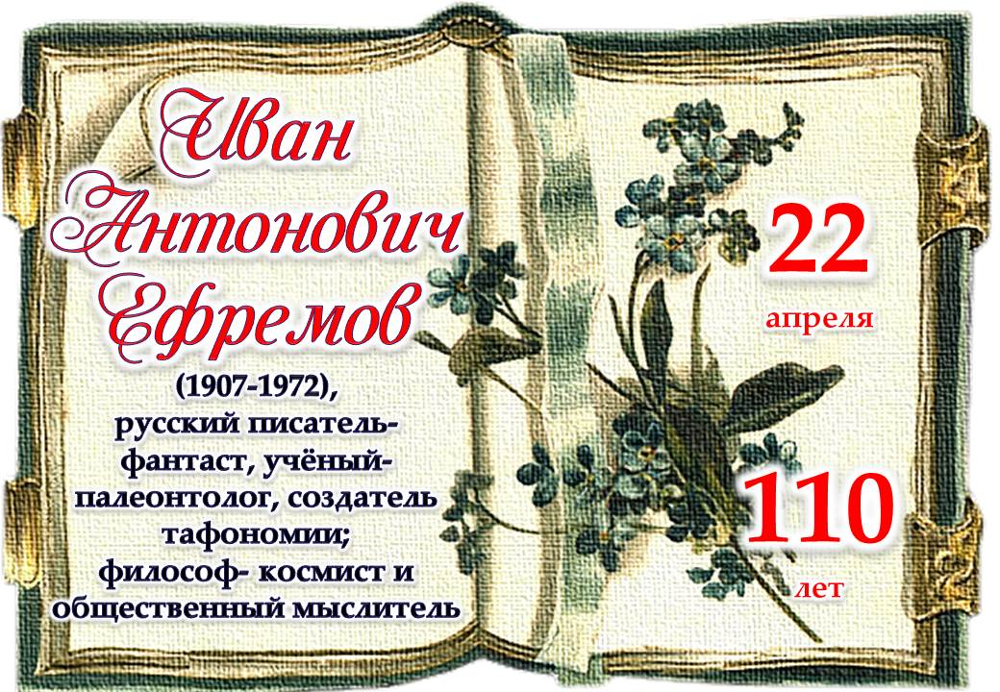 Иван
Антонович
Ефремов
(1907-1972),
русский писатель-
фантаст, учёный-
палеонтолог, создатель
тафономии;
философ- космист и
общественный мыслитель
22
апреля
110
лет